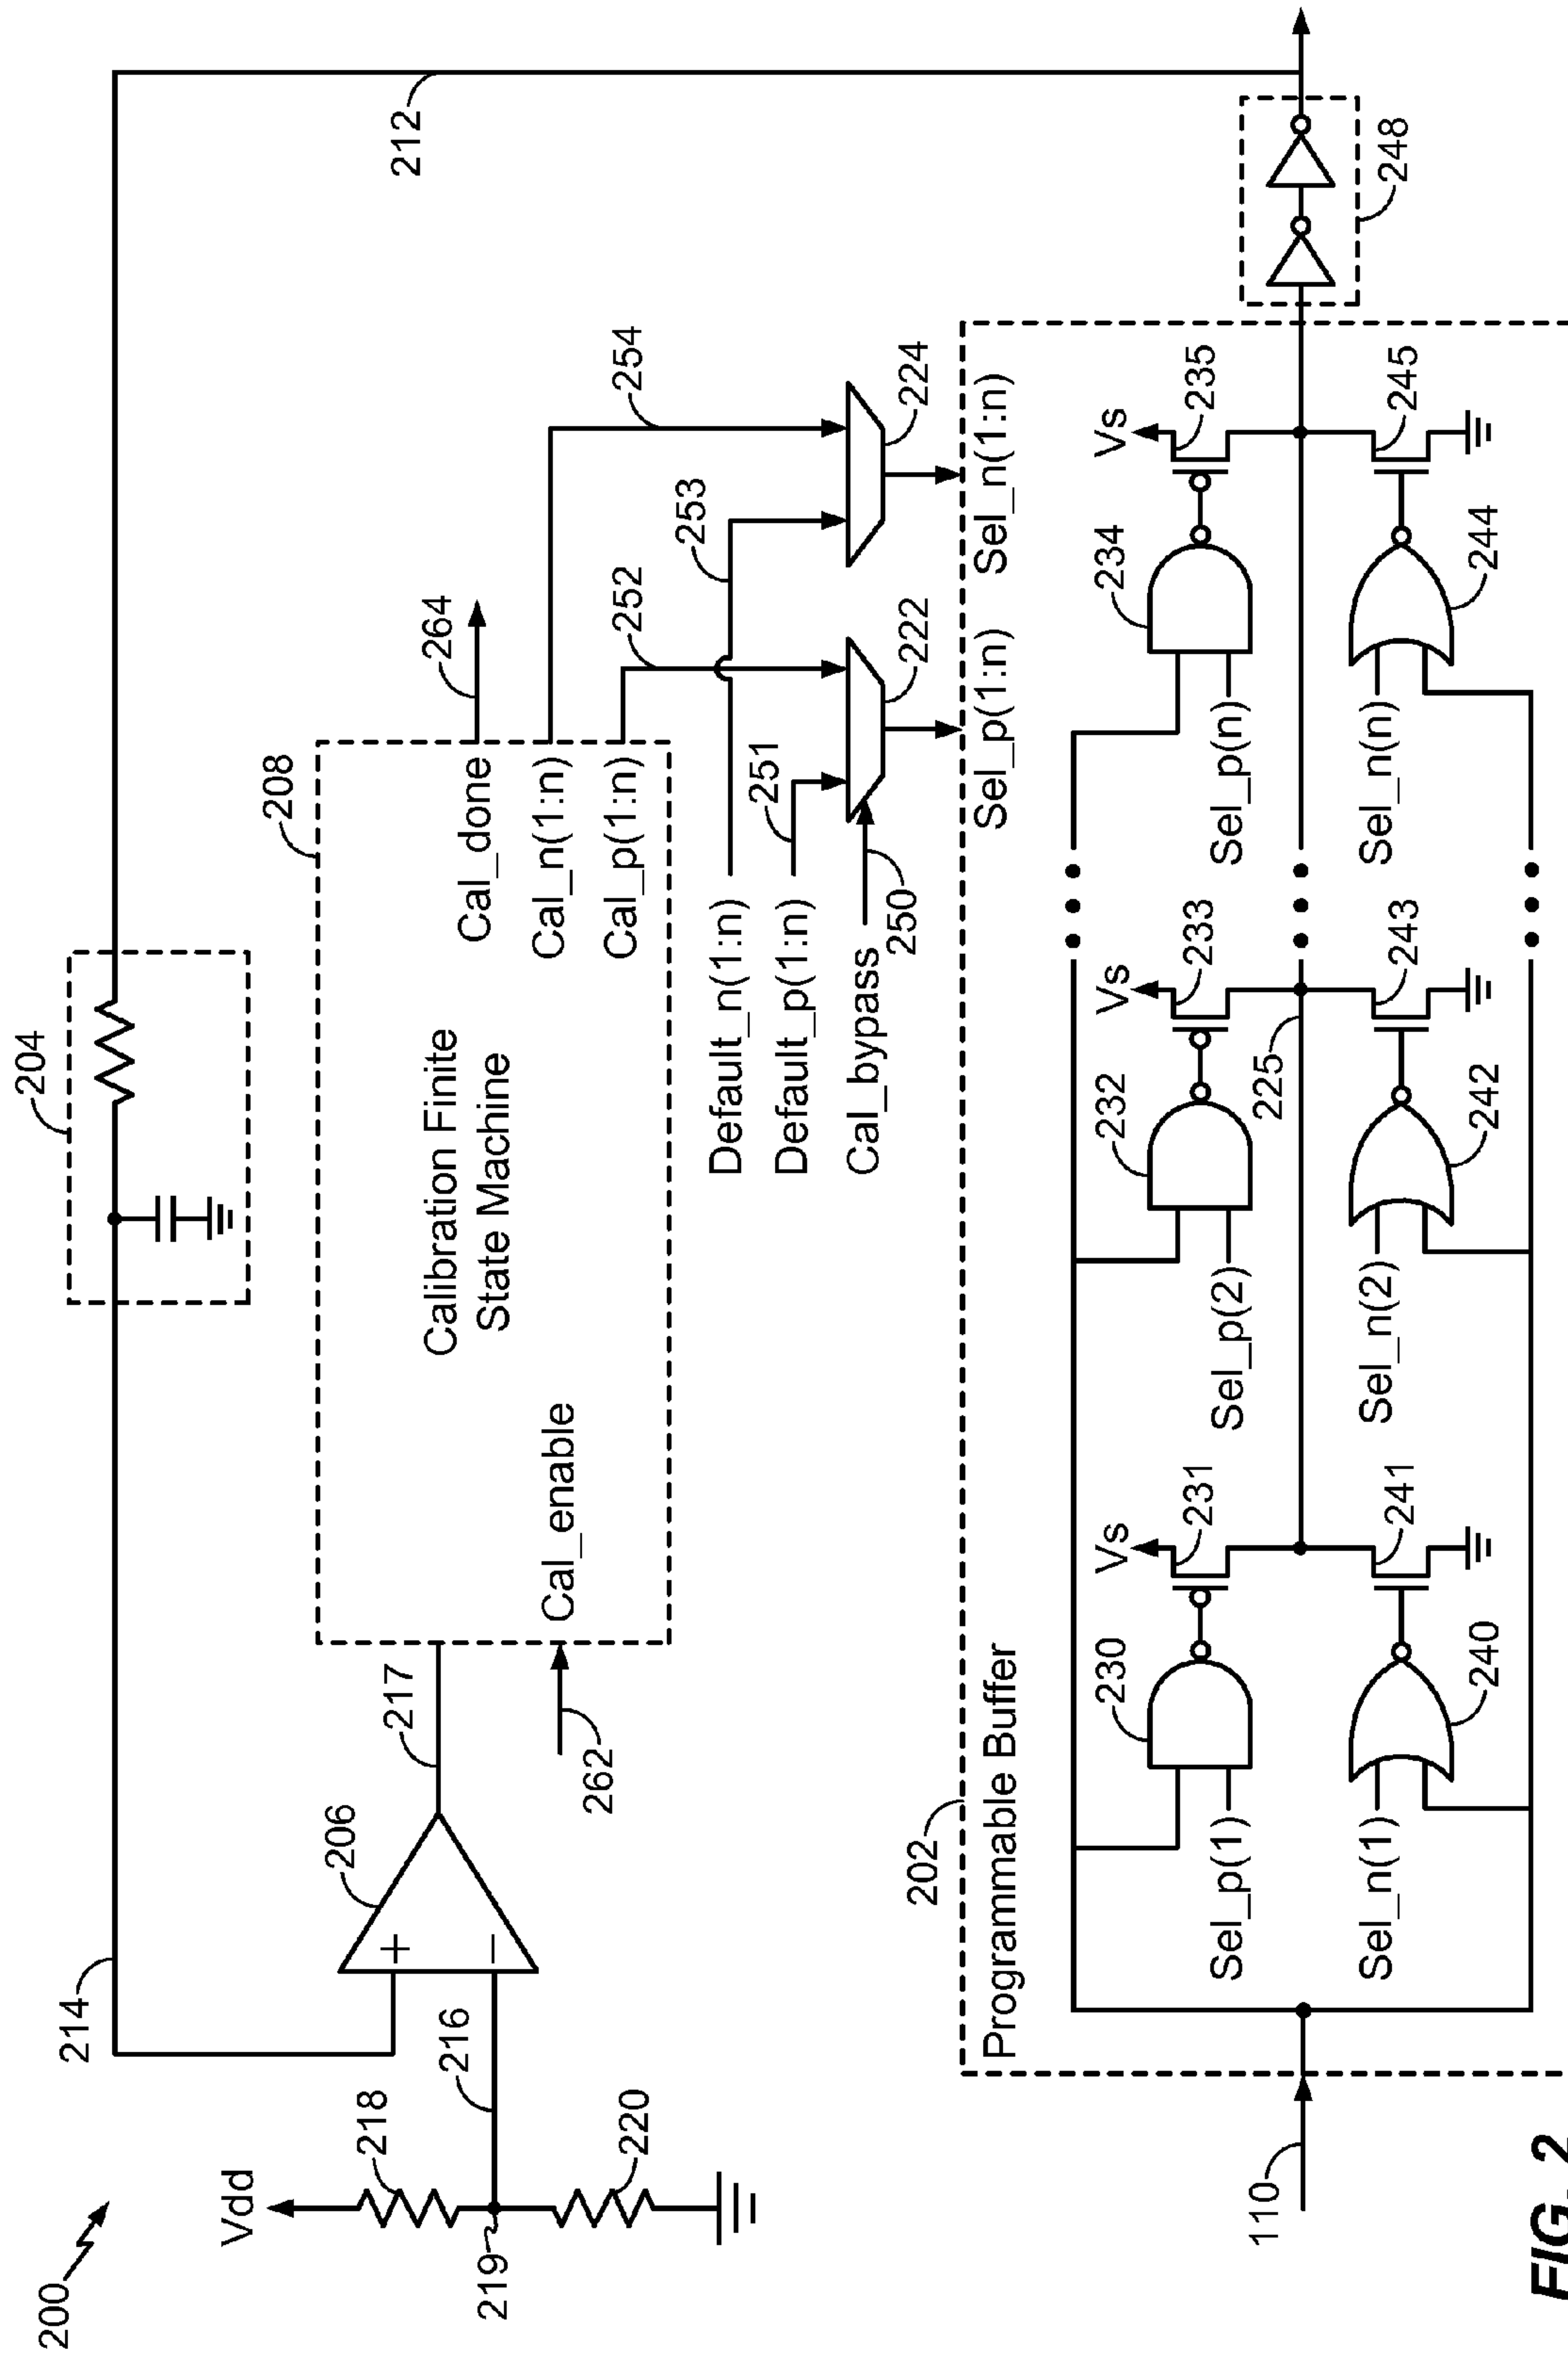 200
204
212
214
206
208
Calibration Finite
State Machine
Cal_enable
Cal_done
Cal_n(1:n)
Cal_p(1:n)
264
254
252
253
251
217
262
216
Vdd
218
219
220
Default_n(1:n)
Default_p(1:n)
Cal_bypass
250
222
224
Sel_p(1:n)
Sel_n(1:n)
202
Programmable Buffer
110
Vs
Vs
Vs
230
231
232
233
234
235
Sel_p(1)
Sel_p(2)
Sel_p(n)
225
248
Sel_n(1)
Sel_n(2)
Sel_n(n)
240
241
242
243
244
245
FIG. 2